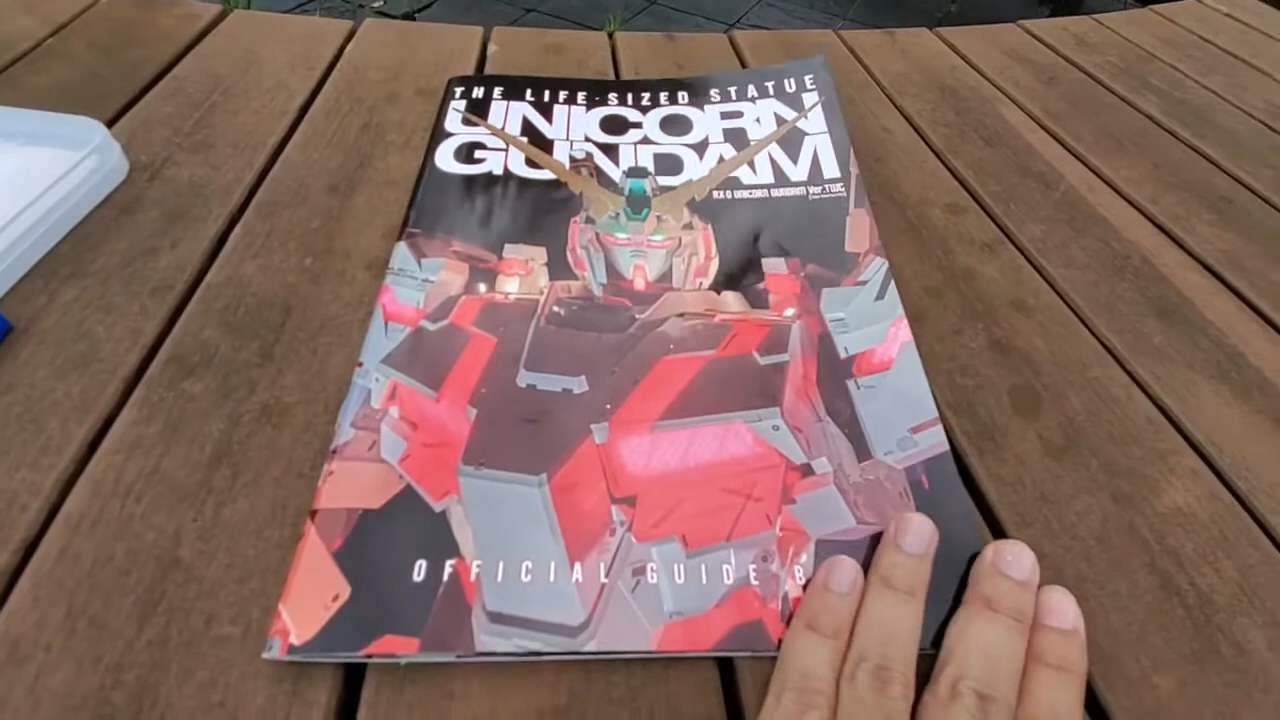 THE LIFE-SIZED STATUE
UNICORN
GUNDAM
RX-0 UNICORN GUNDAM Ver.TWC
OFFICIAL GUIDE B